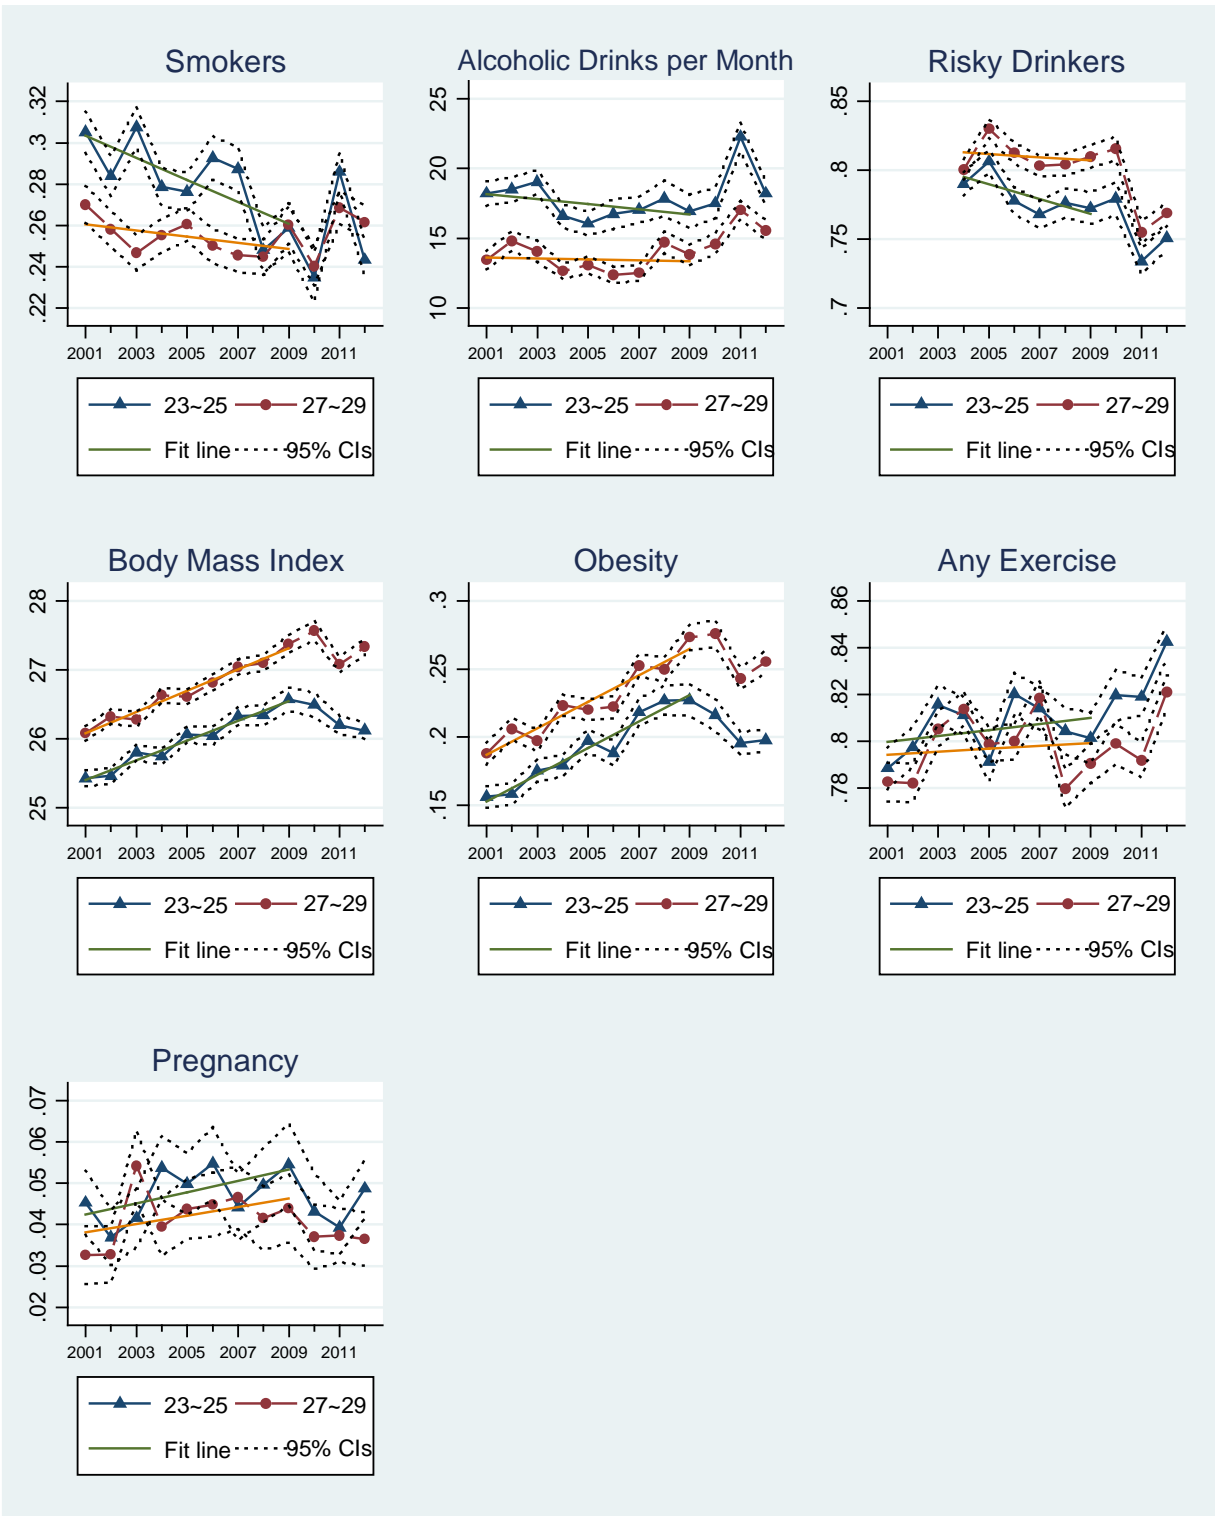 Smokers Alcoholic Drinks per Month Risky Drinkers
.32
.3
.28
.26
.24
.22
2001 2003 2005 2007 2009 2011
23~25 27~29
Fit line 95% CIs
25
20
15
10
2001 2003 2005 2007 2009 2011
23~25 27~29
Fit line 95% CIs
.85
.8
.75
.7
2001 2003 2005 2007 2009 2011
23~25 27~29
Fit line 95% CIs
Body Mass Index Obesity Any Exercise
28
27
26
25
2001 2003 2005 2007 2009 2011
23~25 27~29
Fit line 95% CIs
.3
.25
.2
.15
2001 2003 2005 2007 2009 2011
23~25 27~29
Fit line 95% CIs
.86
.84
.82
.8
.78
2001 2003 2005 2007 2009 2011
23~25 27~29
Fit line 95% CIs
Pregnancy
.07
.06
.05
.04
.03
.02
2001 2003 2005 2007 2009 2011
23~25 27~29
Fit line 95% CIs